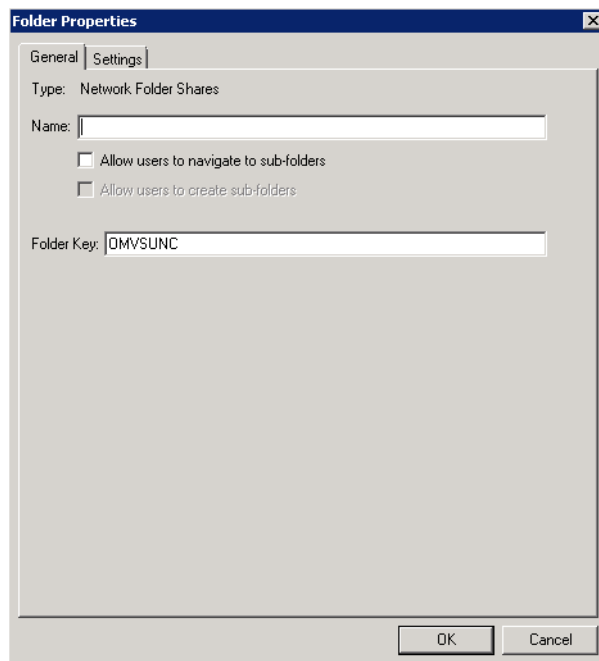 Folder Properties
General Settings
Type: Network Folder Shares
Name:
Allow users to navigate to sub-folders
Allow users to create sub-folders
Folder Key: OMVSUNC
OK Cancel